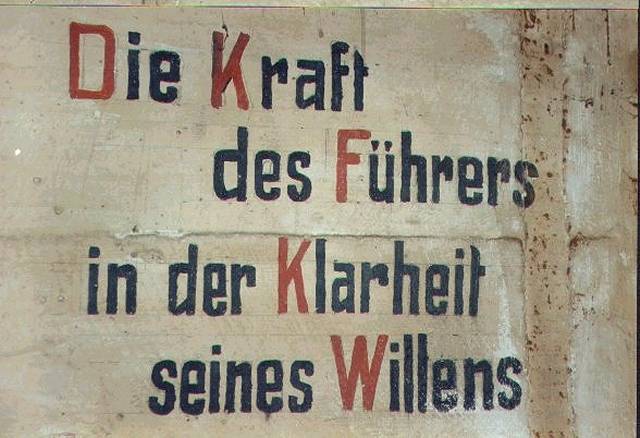 Die Kraft
des Führers
in der Klarheit
seines Willens